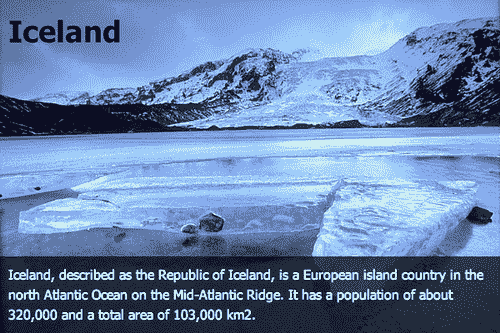 Iceland
Iceland, described as the Republic of Iceland, is a European island country in the
north Atlantic Ocean on the Mid-Atlantic Ridge. It has a population of about
320,000 and a total area of 103,000 km2.